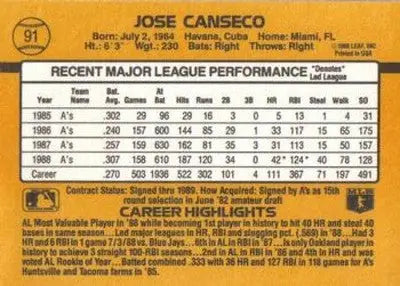 91
JOSE CANSECO
Born: July 2, 1964 Havana, Cuba Home: Miami, FL
Ht.: 6'3" Wgt.: 230 Bats: Right Throws: Right
©1988 LEAF, INC.
Printed in USA
RECENT MAJOR LEAGUE PERFORMANCE *Denotes Led League
Year Team Name Bat. Avg. Games At Bat Hits Runs 2B 3B HR RBI Steal Walk SO
1985 A's .302 29 96 29 16 3 0 5 13 1 4 31
1986 A's .240 157 600 144 85 29 1 33 117 15 65 175
1987 A's .257 159 630 162 81 35 3 31 113 15 50 157
1988 A's .307 158 610 187 120 34 0 42* 124* 40 78 128
Career .270 503 1936 522 302 101 4 111 367 71 197 491
Contract Status: Signed thru 1989. How Acquired: Signed by A's as 15th
round selection in June '82 amateur draft
MLB
CAREER HIGHLIGHTS
AL Most Valuable Player in '88 while becoming 1st player in history to hit 40 HR and steal 40
bases in same season... Led major leagues in HR, RBI and slugging pct. (.569) in '88... Had
3 HR and 6 RBI in 1 game 7/3/88 vs. Blue Jays... 6th in AL in RBI in '87... Is only Oakland player in
history to achieve 3 straight 100-RBI seasons... 2nd in AL in RBI and 4th in HR in '86 and was
voted AL Rookie of Year... Batted combined .333 with 36 HR and 127 RBI in 118 games for A's
Huntsville and Tacoma farms in '85.